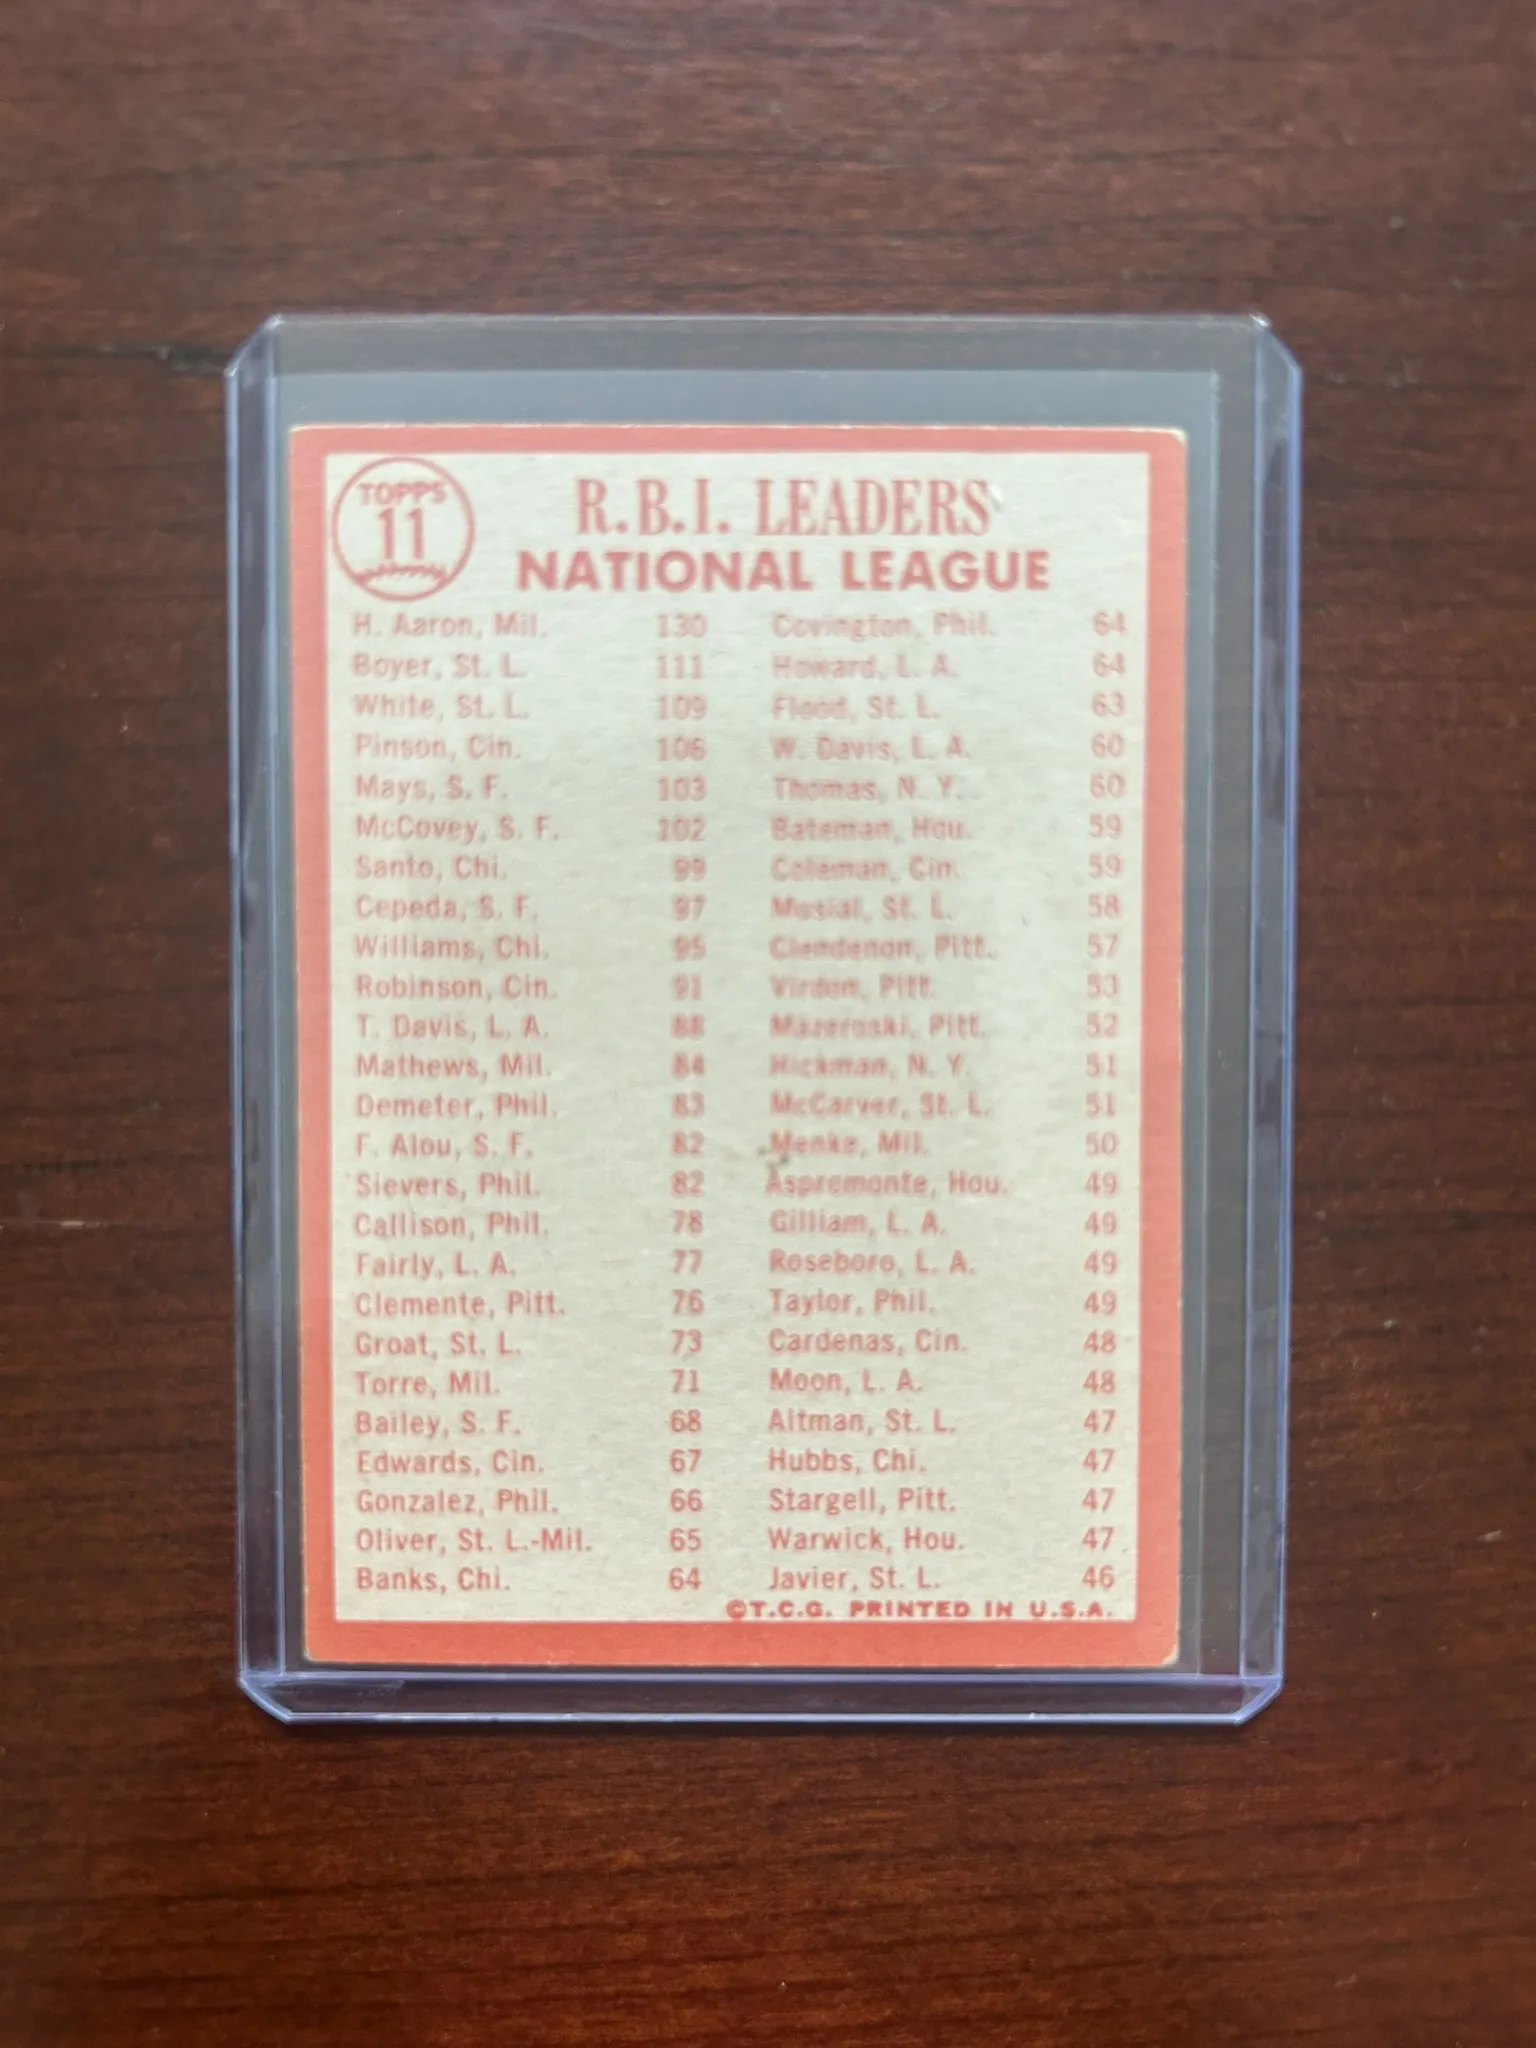 TOPPS
11
R.B.I. LEADERS
NATIONAL LEAGUE
H. Aaron, Mil. 130
Boyer, St. L. 111
White, St. L. 109
Pinson, Cin. 106
Mays, S. F. 103
McCovey, S. F. 102
Santo, Chi. 99
Cepeda, S. F. 97
Williams, Chi. 95
Robinson, Cin. 91
T. Davis, L. A. 88
Mathews, Mil. 84
Demeter, Phil. 83
F. Alou, S. F. 82
Sievers, Phil. 82
Callison, Phil. 78
Fairly, L. A. 77
Clemente, Pitt. 76
Groat, St. L. 73
Torre, Mil. 71
Bailey, S. F. 68
Edwards, Cin. 67
Gonzalez, Phil. 66
Oliver, St. L.-Mil. 65
Banks, Chi. 64
Covington, Phil. 64
Howard, L. A. 64
Flood, St. L. 63
W. Davis, L. A. 60
Thomas, N. Y. 60
Bateman, Hou. 59
Coleman, Cin. 59
Musial, St. L. 58
Clendenon, Pitt. 57
Virdon, Pitt. 53
Mazeroski, Pitt. 52
Hickman, N. Y. 51
McCarver, St. L. 51
Menke, Mil. 50
Aspromonte, Hou. 49
Gilliam, L. A. 49
Roseboro, L. A. 49
Taylor, Phil. 49
Cardenas, Cin. 48
Moon, L. A. 48
Altman, St. L. 47
Hubbs, Chi. 47
Stargell, Pitt. 47
Warwick, Hou. 47
Javier, St. L. 46
©T.C.G. PRINTED IN U.S.A.